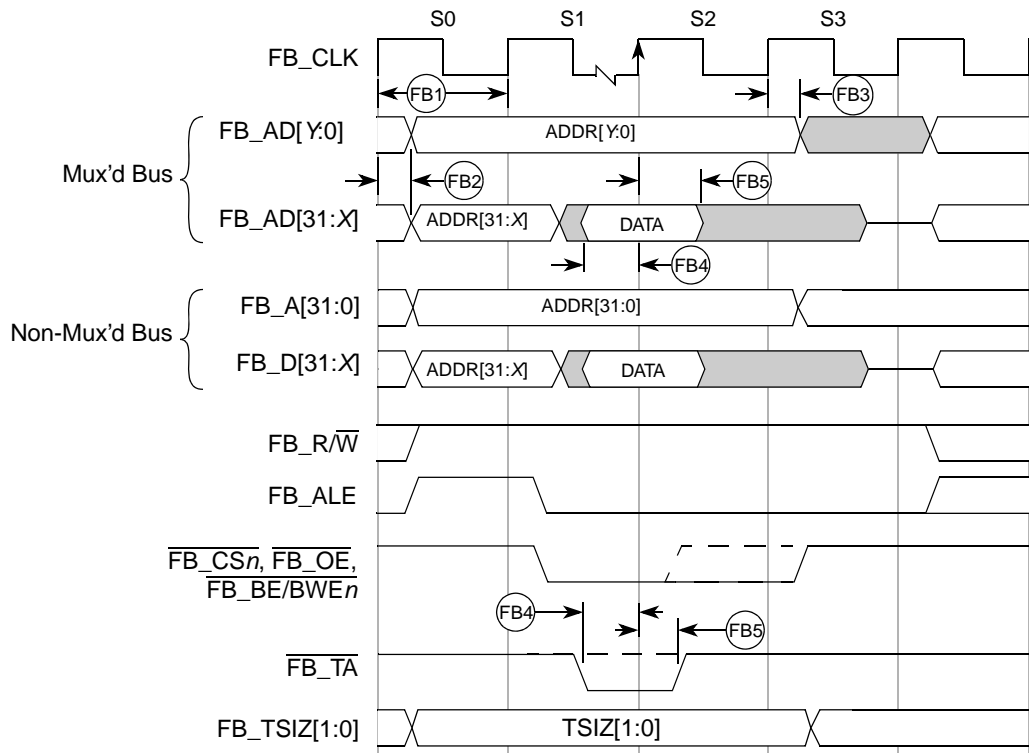 S0 S1 S2 S3
FB_CLK
FB1 FB3
FB_AD[Y:0] ADDR[Y:0]
Mux'd Bus
FB2 FB5
FB_AD[31:X] ADDR[31:X] DATA
FB4
FB_A[31:0] ADDR[31:0]
Non-Mux'd Bus
FB_D[31:X] ADDR[31:X] DATA
FB_R/W
FB_ALE
FB_CSn, FB_OE,
FB_BE/BWEn
FB4 FB5
FB_TA
FB_TSIZ[1:0] TSIZ[1:0]